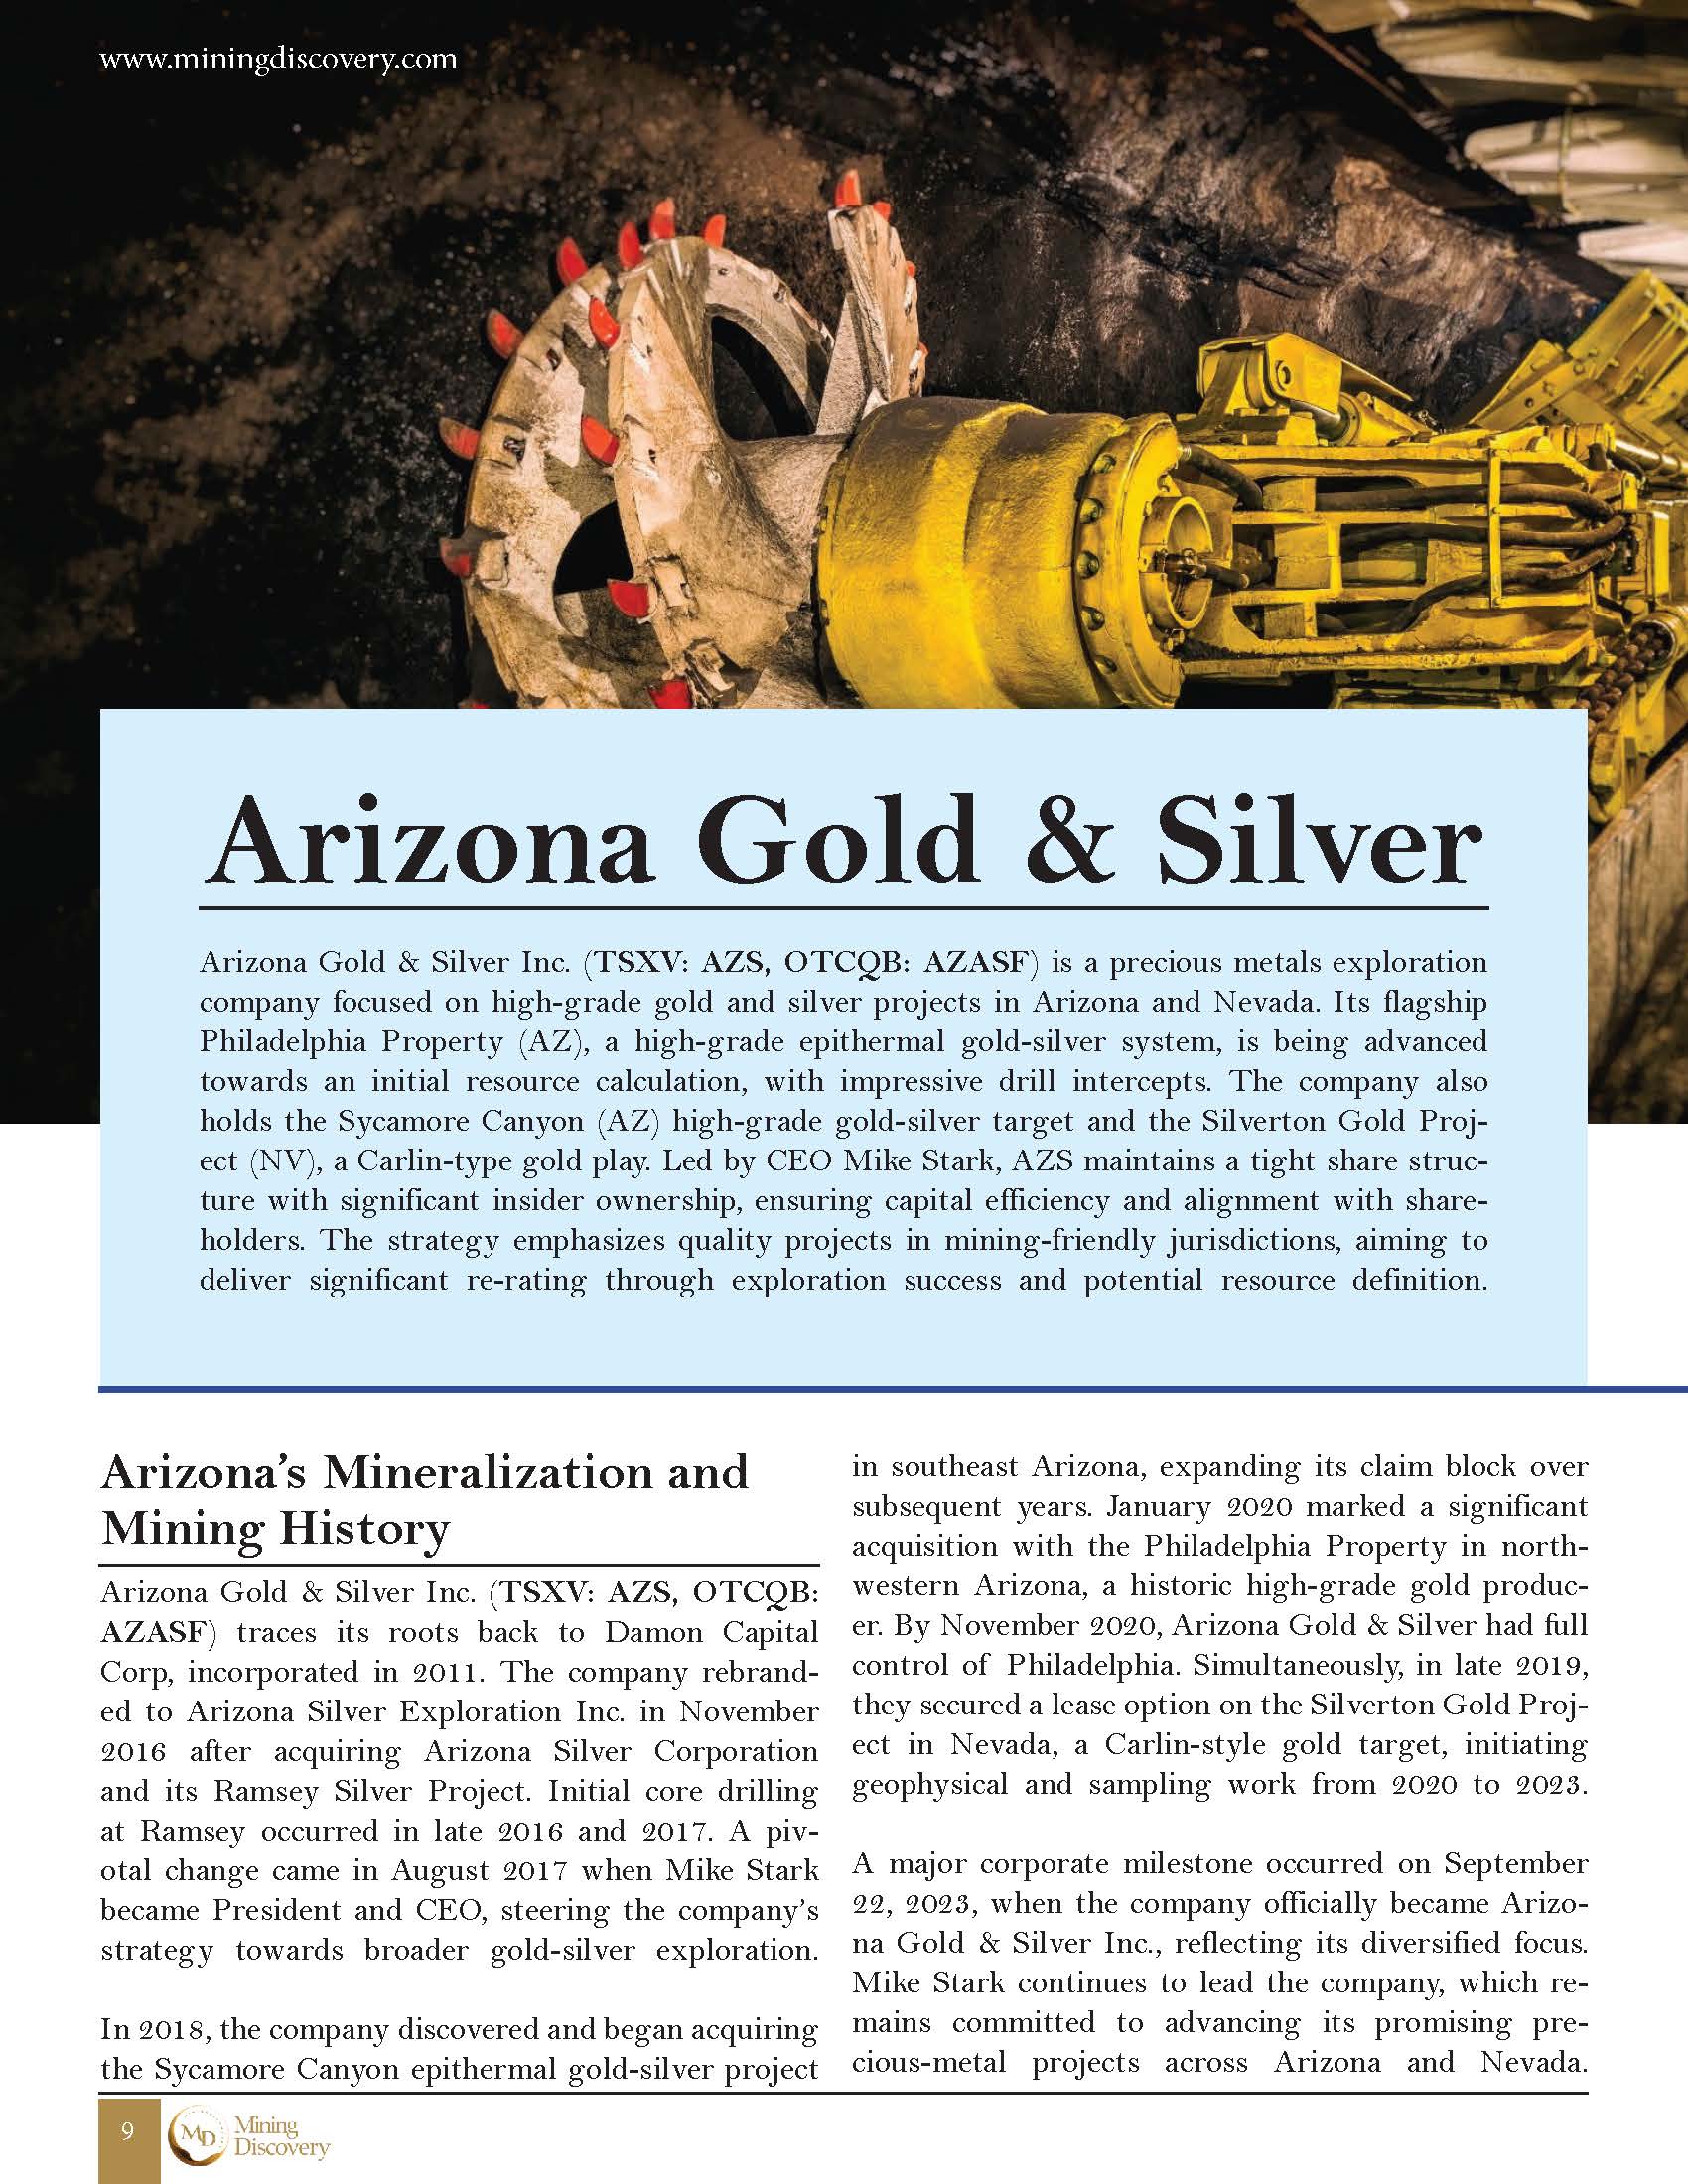 www.miningdiscovery.com
Arizona Gold & Silver
Arizona Gold & Silver Inc. (TSXV: AZS, OTCQB: AZASF) is a precious metals exploration
company focused on high-grade gold and silver projects in Arizona and Nevada. Its flagship
Philadelphia Property (AZ), a high-grade epithermal gold-silver system, is being advanced
towards an initial resource calculation, with impressive drill intercepts. The company also
holds the Sycamore Canyon (AZ) high-grade gold-silver target and the Silverton Gold Proj-
ect (NV), a Carlin-type gold play. Led by CEO Mike Stark, AZS maintains a tight share struc-
ture with significant insider ownership, ensuring capital efficiency and alignment with share-
holders. The strategy emphasizes quality projects in mining-friendly jurisdictions, aiming to
deliver significant re-rating through exploration success and potential resource definition.
Arizona's Mineralization and
Mining History
Arizona Gold & Silver Inc. (TSXV: AZS, OTCQB:
AZASF) traces its roots back to Damon Capital
Corp, incorporated in 2011. The company rebrand-
ed to Arizona Silver Exploration Inc. in November
2016 after acquiring Arizona Silver Corporation
and its Ramsey Silver Project. Initial core drilling
at Ramsey occurred in late 2016 and 2017. A piv-
otal change came in August 2017 when Mike Stark
became President and CEO, steering the company's
strategy towards broader gold-silver exploration.
In 2018, the company discovered and began acquiring
the Sycamore Canyon epithermal gold-silver project
in southeast Arizona, expanding its claim block over
subsequent years. January 2020 marked a significant
acquisition with the Philadelphia Property in north-
western Arizona, a historic high-grade gold produc-
er. By November 2020, Arizona Gold & Silver had full
control of Philadelphia. Simultaneously, in late 2019,
they secured a lease option on the Silverton Gold Proj-
ect in Nevada, a Carlin-style gold target, initiating
geophysical and sampling work from 2020 to 2023.
A major corporate milestone occurred on September
22, 2023, when the company officially became Arizo-
na Gold & Silver Inc., reflecting its diversified focus.
Mike Stark continues to lead the company, which re-
mains committed to advancing its promising pre-
cious-metal projects across Arizona and Nevada.
9
MD
Mining
Discovery